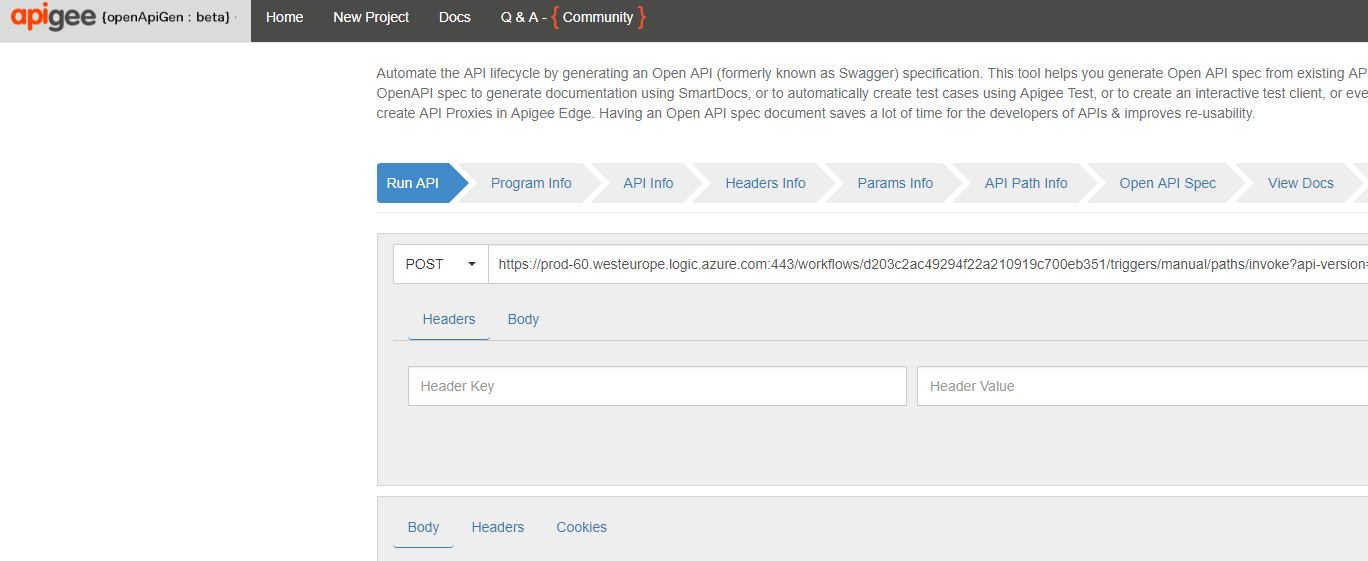 apigee {openApiGen : beta}
Home New Project Docs Q & A - { Community }
Automate the API lifecycle by generating an Open API (formerly known as Swagger) specification. This tool helps you generate Open API spec from existing AP
OpenAPI spec to generate documentation using SmartDocs, or to automatically create test cases using Apigee Test, or to create an interactive test client, or eve
create API Proxies in Apigee Edge. Having an Open API spec document saves a lot of time for the developers of APIs & improves re-usability.
Run API Program Info API Info Headers Info Params Info API Path Info Open API Spec View Docs
POST https://prod-60.westeurope.logic.azure.com:443/workflows/d203c2ac49294f22a210919c700eb351/triggers/manual/paths/invoke?api-version=
Headers Body
Header Key Header Value
Body Headers Cookies